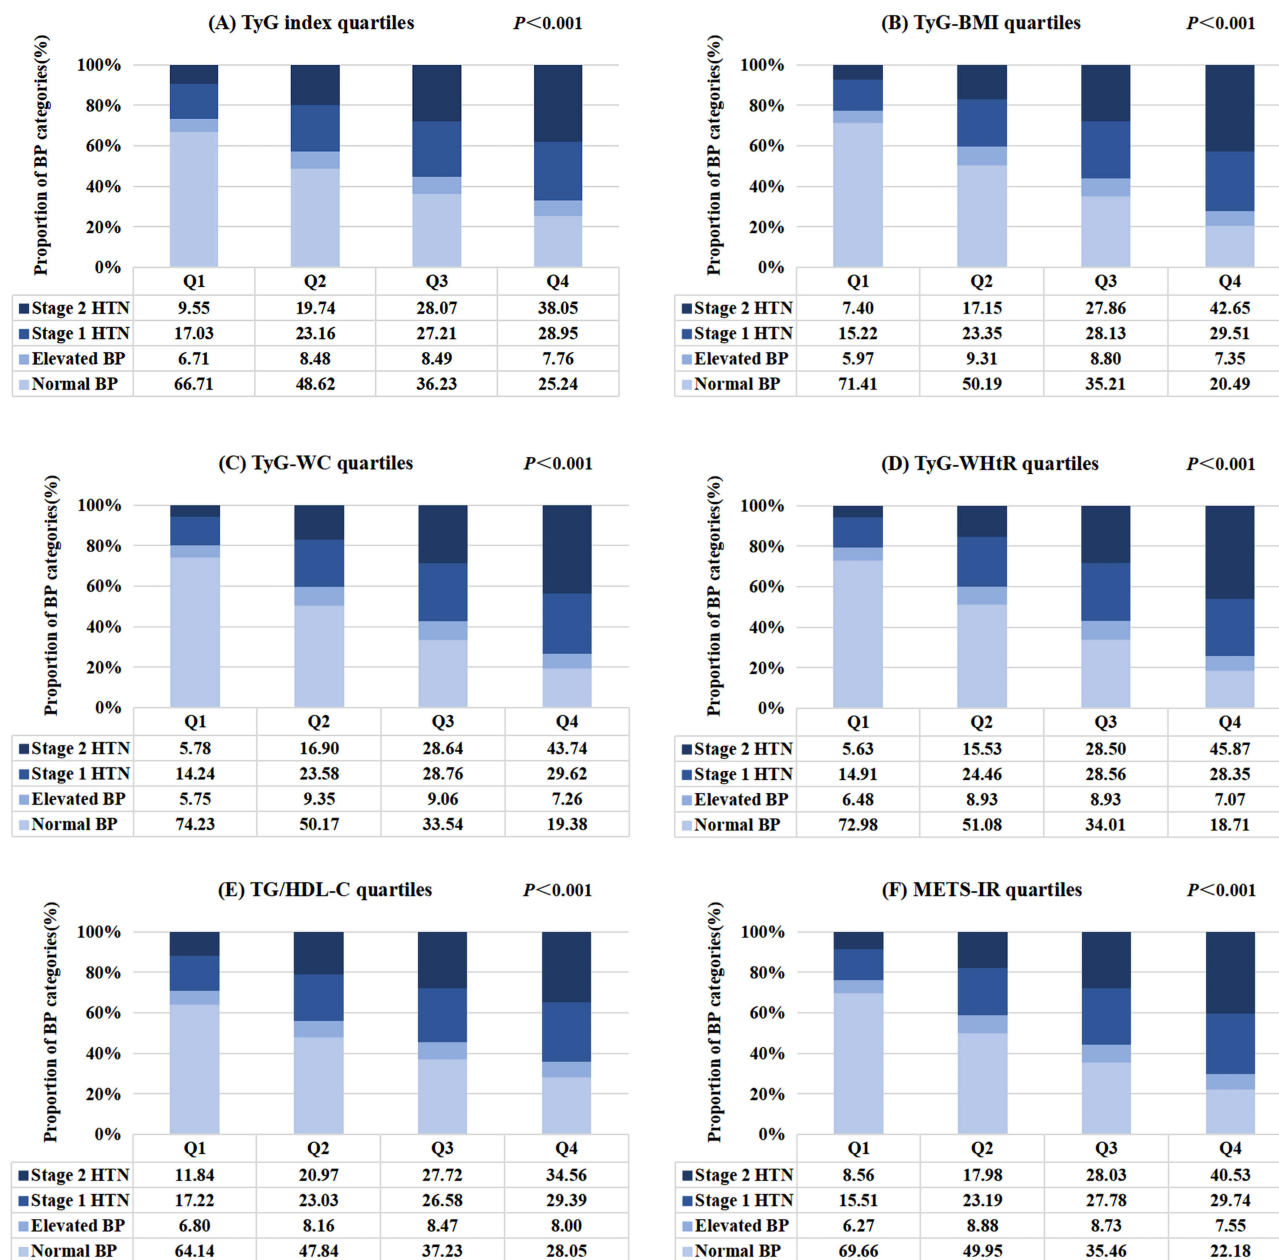 (A) TyG index quartiles P＜0.001
Proportion of BP categories(%)
100%
80%
60%
40%
20%
0%
Q1 Q2 Q3 Q4
Stage 2 HTN 9.55 19.74 28.07 38.05
Stage 1 HTN 17.03 23.16 27.21 28.95
Elevated BP 6.71 8.48 8.49 7.76
Normal BP 66.71 48.62 36.23 25.24
(B) TyG-BMI quartiles P＜0.001
Proportion of BP categories(%)
100%
80%
60%
40%
20%
0%
Q1 Q2 Q3 Q4
Stage 2 HTN 7.40 17.15 27.86 42.65
Stage 1 HTN 15.22 23.35 28.13 29.51
Elevated BP 5.97 9.31 8.80 7.35
Normal BP 71.41 50.19 35.21 20.49
(C) TyG-WC quartiles P＜0.001
Proportion of BP categories(%)
100%
80%
60%
40%
20%
0%
Q1 Q2 Q3 Q4
Stage 2 HTN 5.78 16.90 28.64 43.74
Stage 1 HTN 14.24 23.58 28.76 29.62
Elevated BP 5.75 9.35 9.06 7.26
Normal BP 74.23 50.17 33.54 19.38
(D) TyG-WHtR quartiles P＜0.001
Proportion of BP categories(%)
100%
80%
60%
40%
20%
0%
Q1 Q2 Q3 Q4
Stage 2 HTN 5.63 15.53 28.50 45.87
Stage 1 HTN 14.91 24.46 28.56 28.35
Elevated BP 6.48 8.93 8.93 7.07
Normal BP 72.98 51.08 34.01 18.71
(E) TG/HDL-C quartiles P＜0.001
Proportion of BP categories(%)
100%
80%
60%
40%
20%
0%
Q1 Q2 Q3 Q4
Stage 2 HTN 11.84 20.97 27.72 34.56
Stage 1 HTN 17.22 23.03 26.58 29.39
Elevated BP 6.80 8.16 8.47 8.00
Normal BP 64.14 47.84 37.23 28.05
(F) METS-IR quartiles P＜0.001
Proportion of BP categories(%)
100%
80%
60%
40%
20%
0%
Q1 Q2 Q3 Q4
Stage 2 HTN 8.56 17.98 28.03 40.53
Stage 1 HTN 15.51 23.19 27.78 29.74
Elevated BP 6.27 8.88 8.73 7.55
Normal BP 69.66 49.95 35.46 22.18